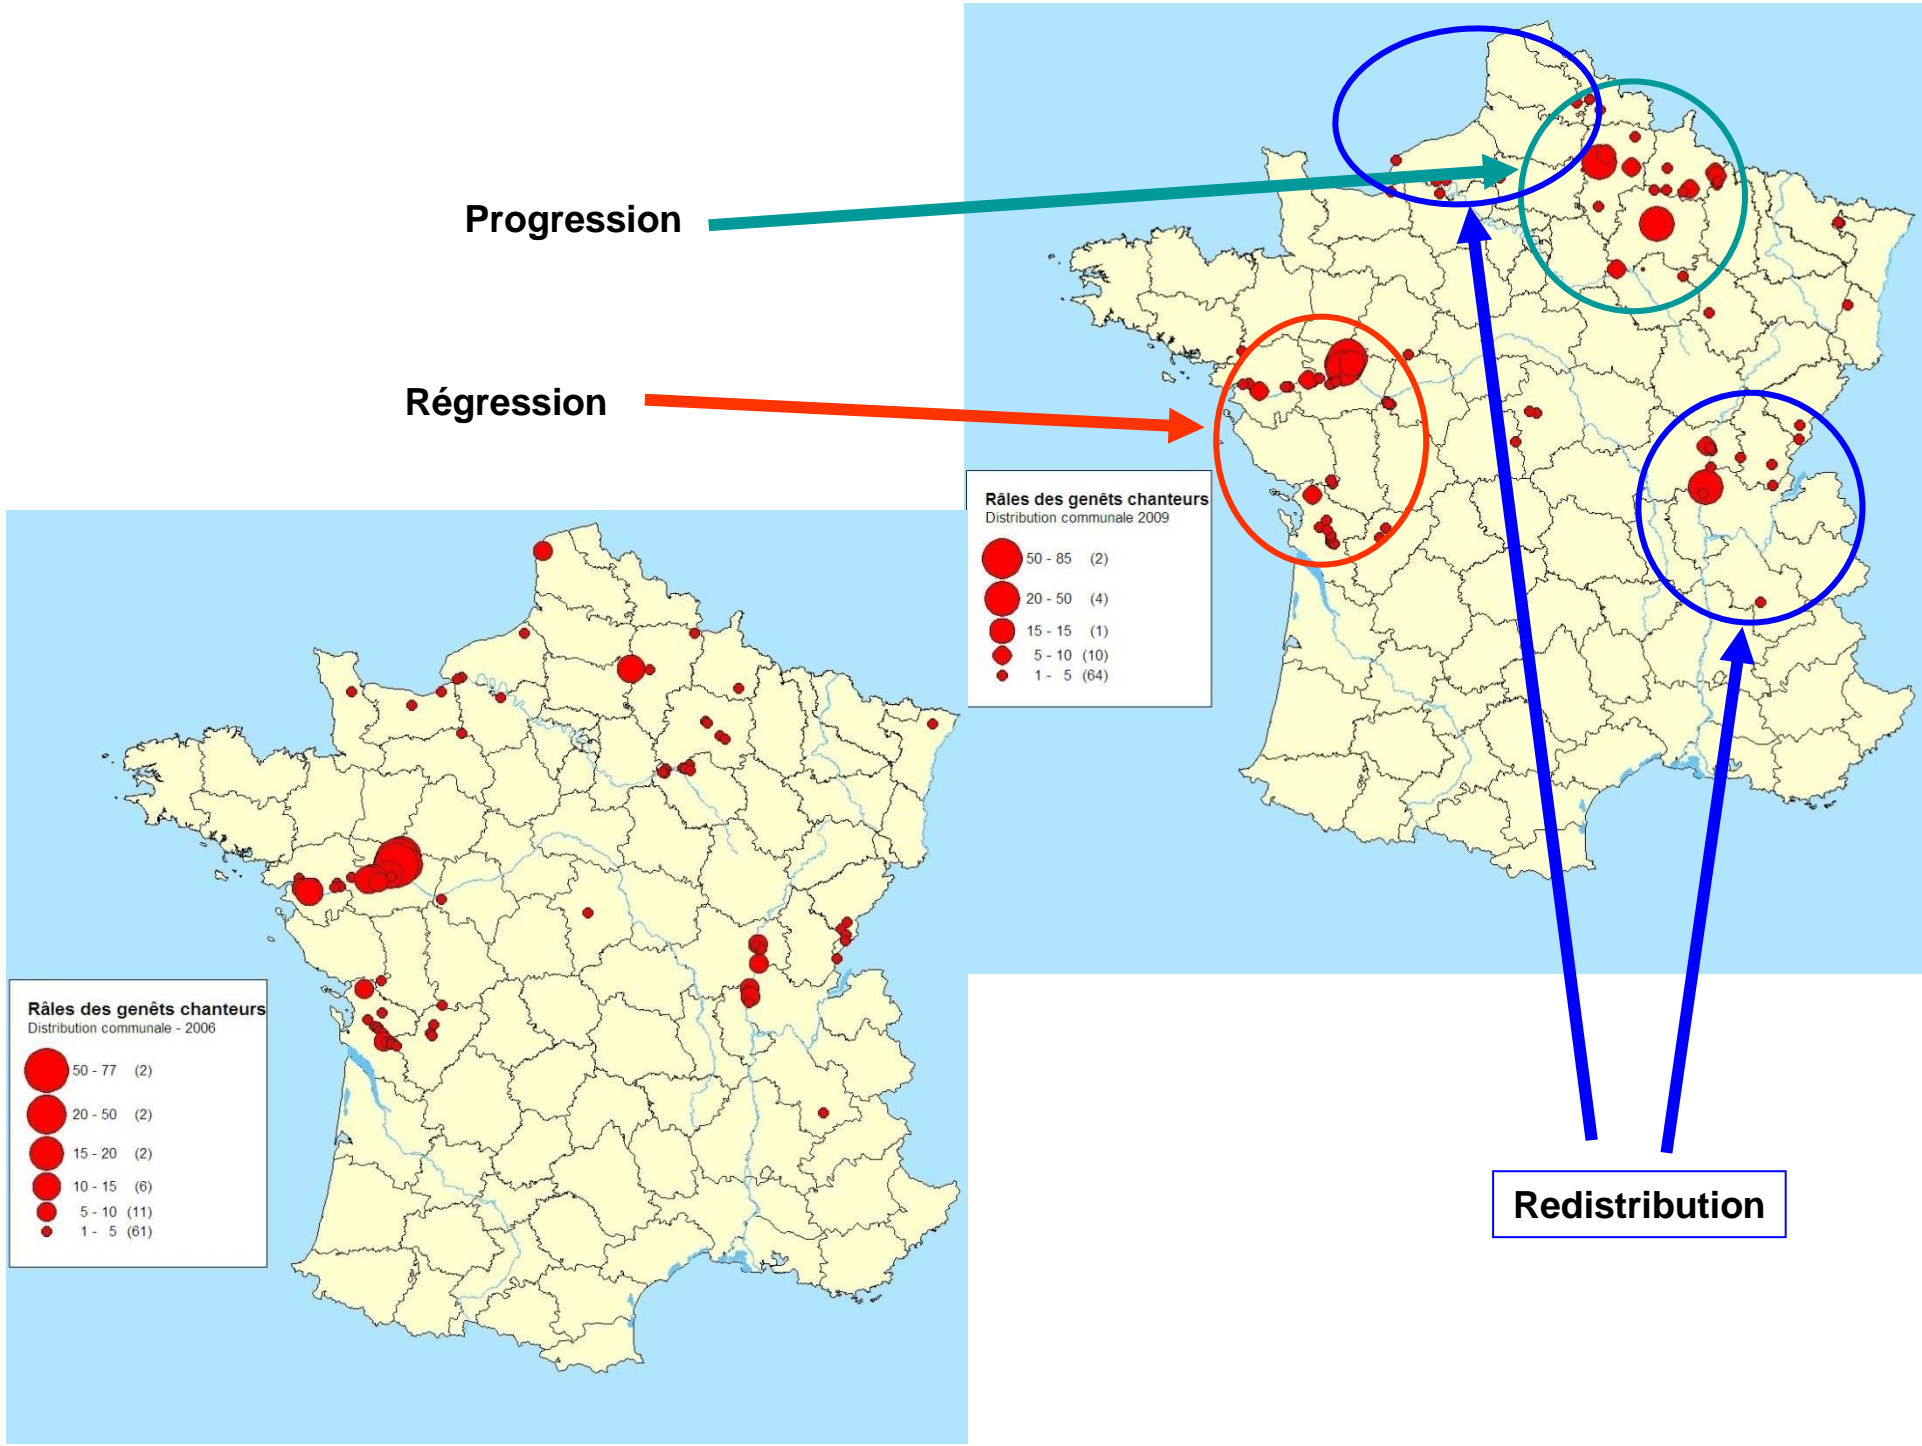 Progression
Régression
Râles des genêts chanteurs
Distribution communale 2009
50 - 85 (2)
20 - 50 (4)
15 - 15 (1)
5 - 10 (10)
1 - 5 (64)
Râles des genêts chanteurs
Distribution communale - 2006
50 - 77 (2)
20 - 50 (2)
15 - 20 (2)
10 - 15 (6)
5 - 10 (11)
1 - 5 (61)
Redistribution